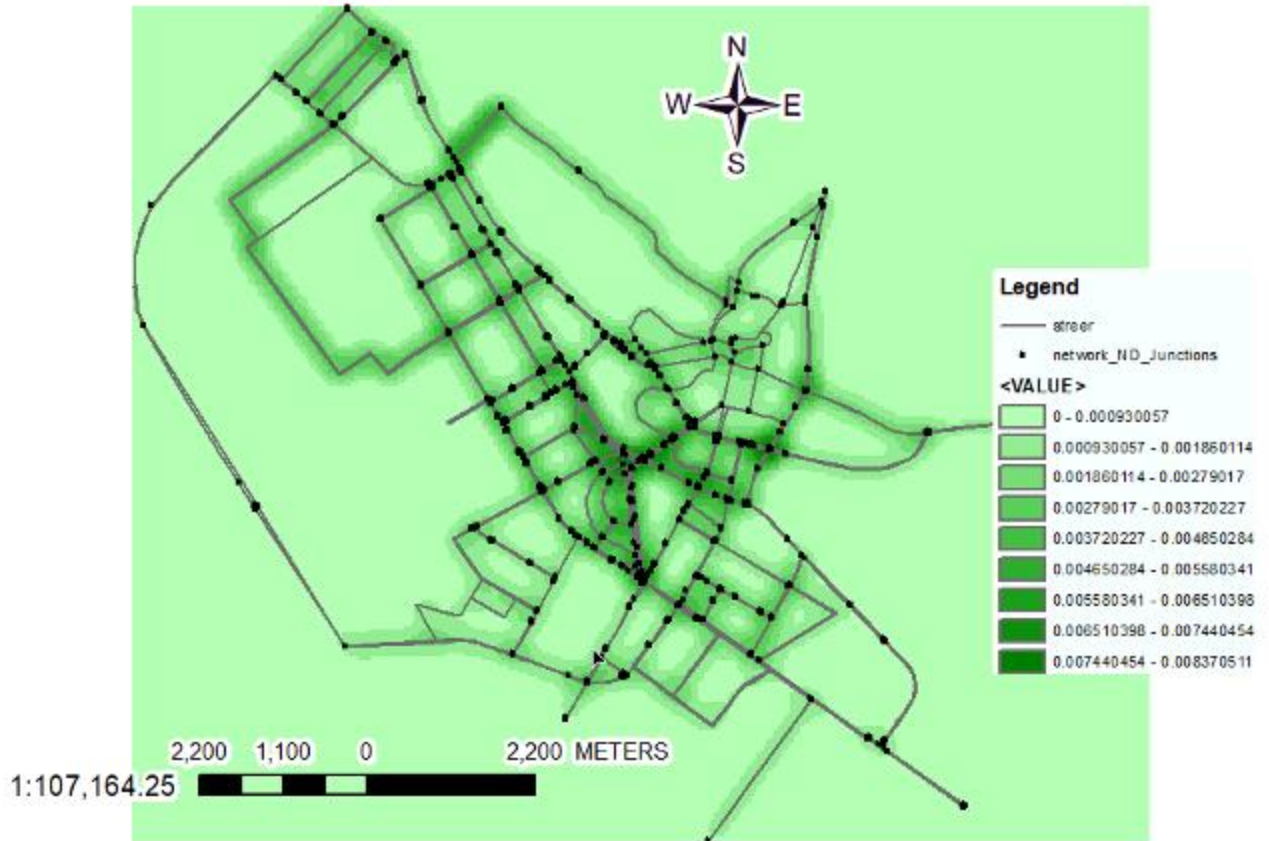 N
W E
S
Legend
streer
network_ND_Junctions
<VALUE>
0 - 0.000930057
0.000930057 - 0.001860114
0.001860114 - 0.00279017
0.00279017 - 0.003720227
0.003720227 - 0.004650284
0.004650284 - 0.005580341
0.005580341 - 0.006510398
0.006510398 - 0.007440454
0.007440454 - 0.008370511
2,200 1,100 0 2,200 METERS
1:107,164.25